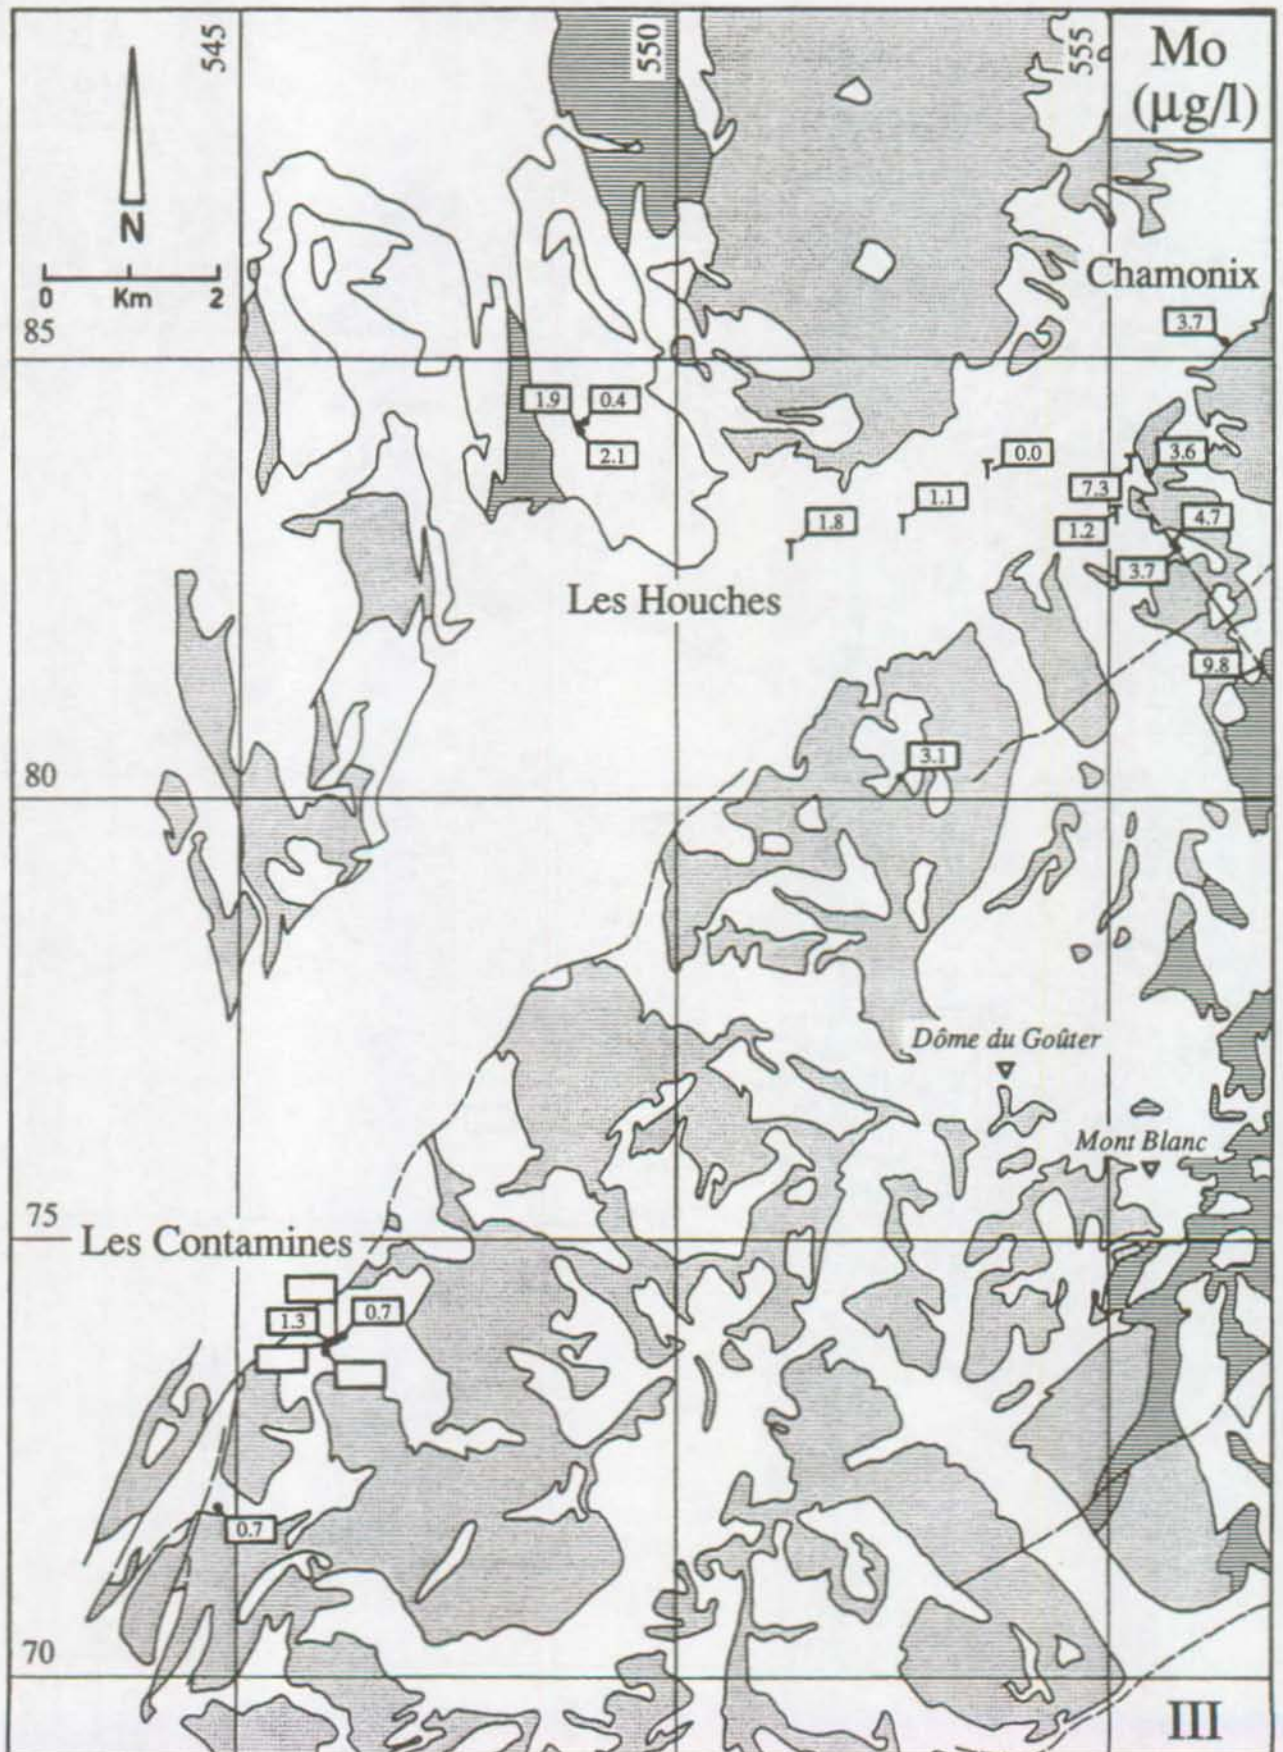 545
550
555
Mo
(µg/l)
N
0 Km 2
Chamonix
85
3.7
1.9
0.4
2.1
0.0
3.6
7.3
1.1
4.7
1.8
1.2
3.7
Les Houches
9.8
3.1
80
Dôme du Goûter
Mont Blanc
75
Les Contamines
1.3
0.7
0.7
70
III